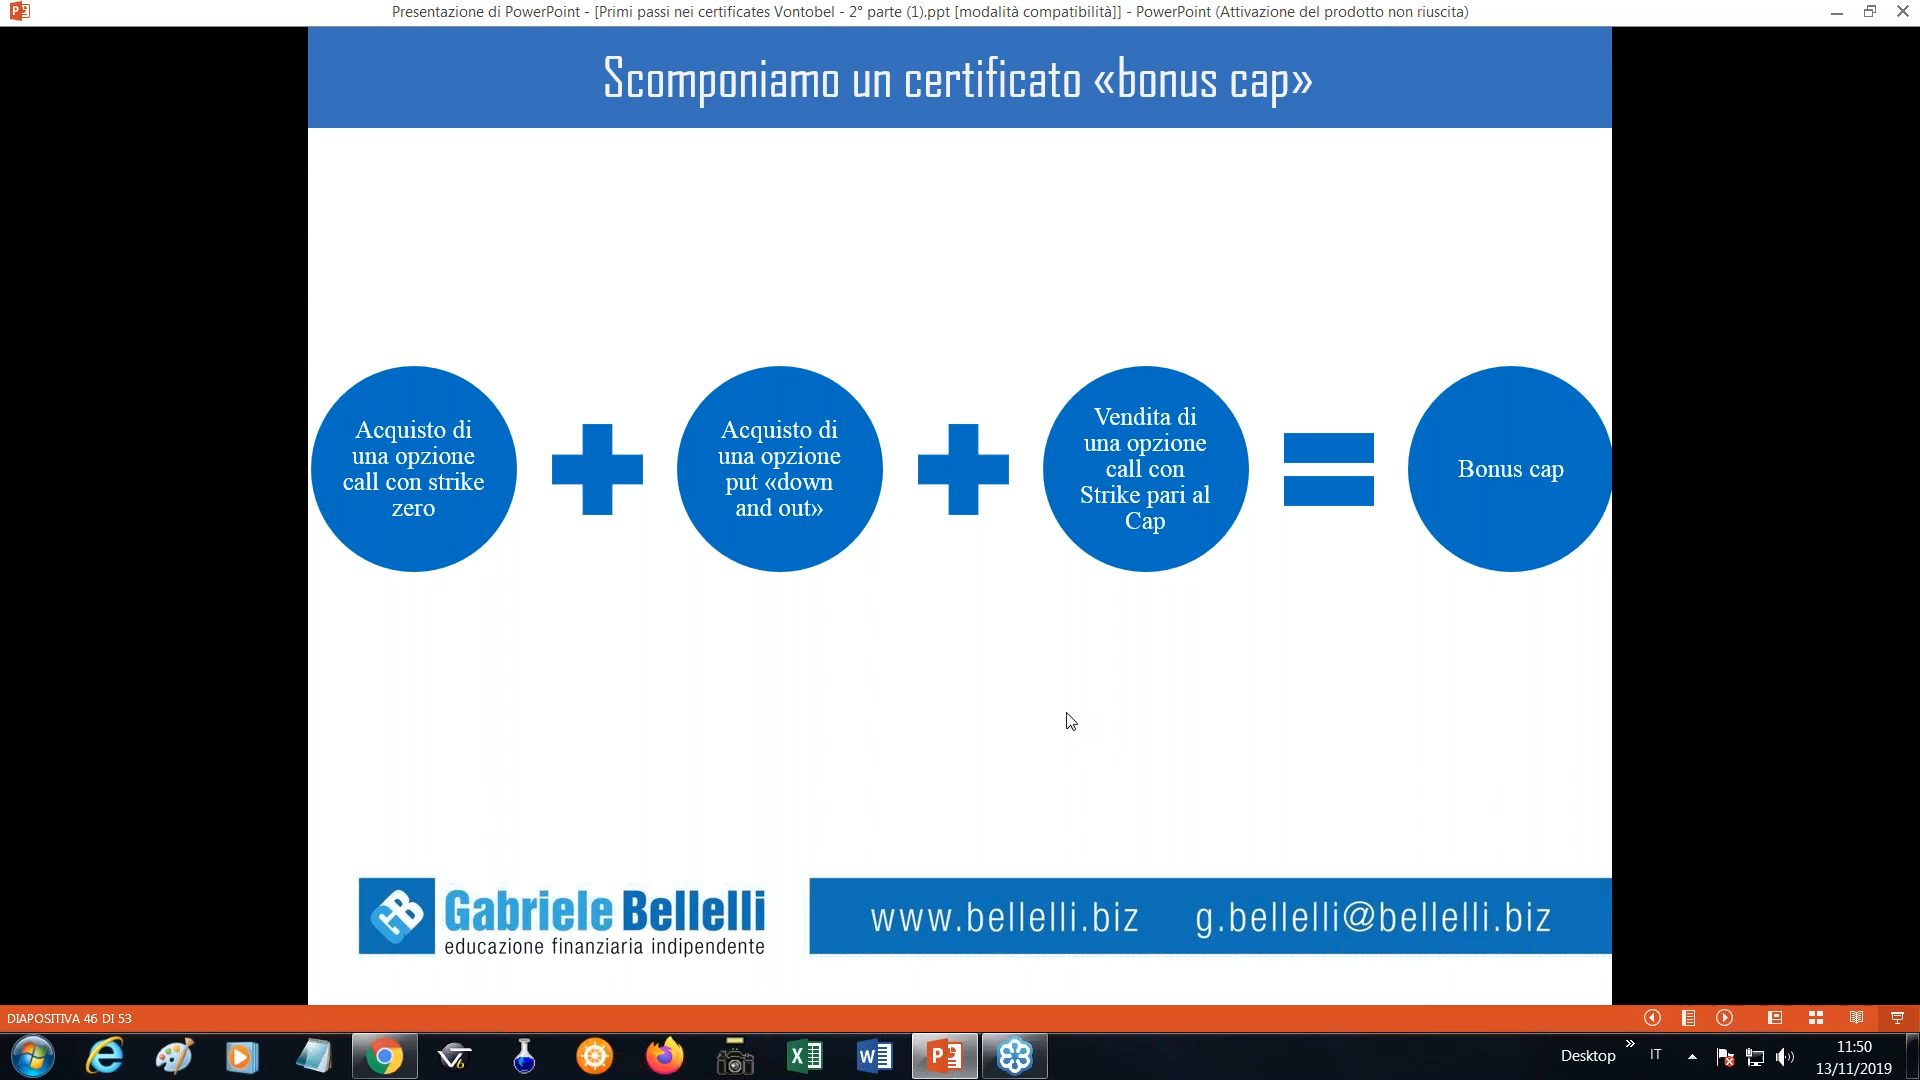 Presentazione di PowerPoint - [Primi passi nei certificates Vontobel - 2° parte (1).ppt [modalità compatibilità]] - PowerPoint (Attivazione del prodotto non riuscita)
Scomponiamo un certificato «bonus cap»
Acquisto di
una opzione
call con strike
zero
Acquisto di
una opzione
put «down
and out»
Vendita di
una opzione
call con
Strike pari al
Cap
Bonus cap
Gabriele Bellelli
educazione finanziaria indipendente
www.bellelli.biz g.bellelli@bellelli.biz
DIAPOSITIVA 46 DI 53
Desktop
IT
11:50
13/11/2019